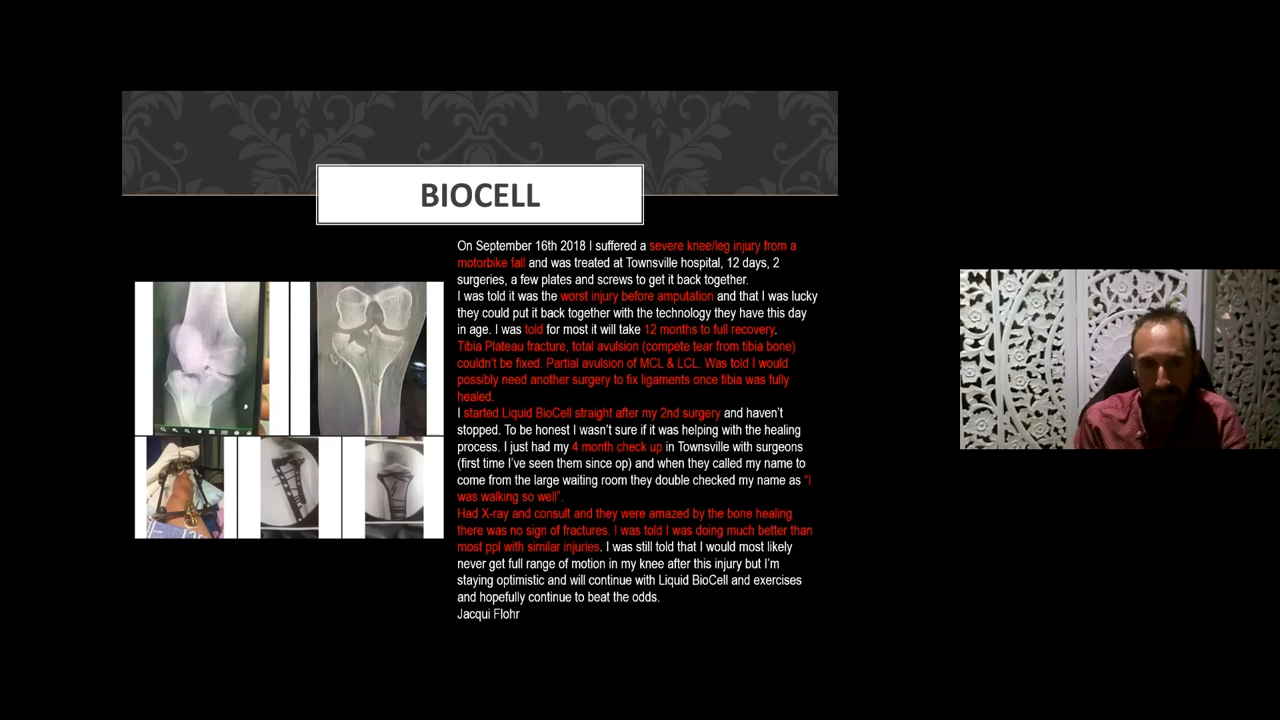 BIOCELL
On September 16th 2018 I suffered a severe knee/leg injury from a
motorbike fall and was treated at Townsville hospital, 12 days, 2
surgeries, a few plates and screws to get it back together.
I was told it was the worst injury before amputation and that I was lucky
they could put it back together with the technology they have this day
in age. I was told for most it will take 12 months to full recovery.
Tibia Plateau fracture, total avulsion (compete tear from tibia bone)
couldn't be fixed. Partial avulsion of MCL & LCL. Was told I would
possibly need another surgery to fix ligaments once tibia was fully
healed.
I started Liquid BioCell straight after my 2nd surgery and haven't
stopped. To be honest I wasn't sure if it was helping with the healing
process. I just had my 4 month check up in Townsville with surgeons
(first time I've seen them since op) and when they called my name to
come from the large waiting room they double checked my name as "I
was walking so well".
Had X-ray and consult and they were amazed by the bone healing
there was no sign of fractures. I was told I was doing much better than
most ppl with similar injuries. I was still told that I would most likely
never get full range of motion in my knee after this injury but I'm
staying optimistic and will continue with Liquid BioCell and exercises
and hopefully continue to beat the odds.
Jacqui Flohr